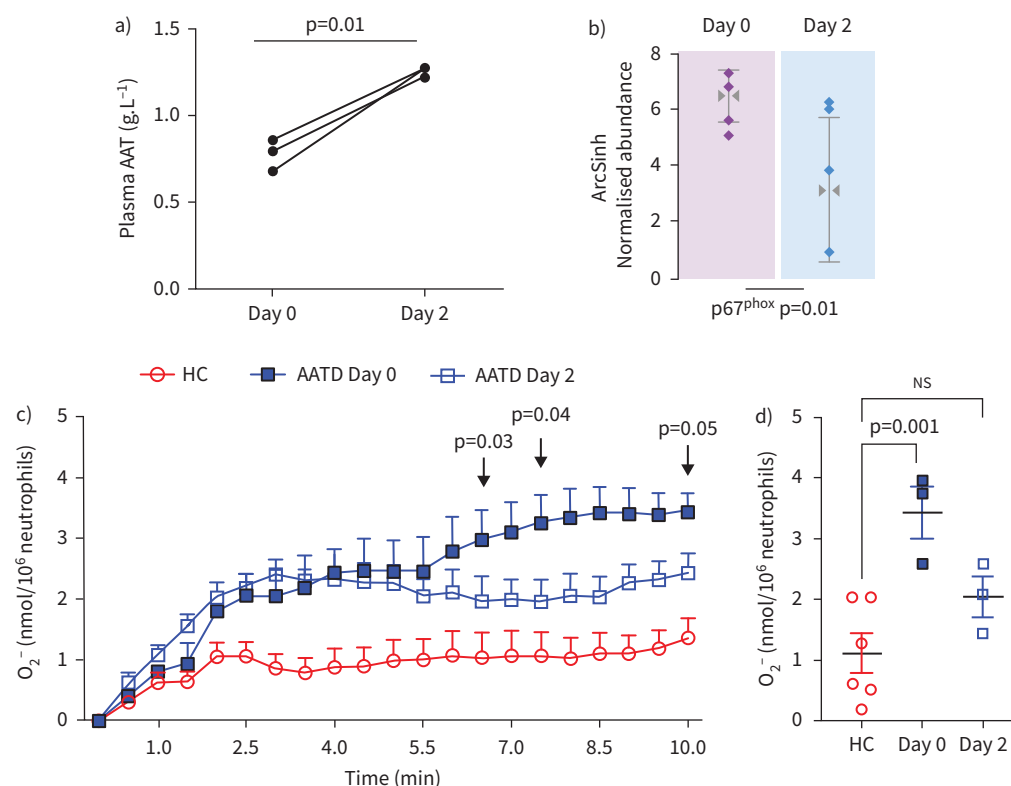 a)
p=0.01
1.5
1.0
0.5
0.0
Plasma AAT (g.L⁻¹)
Day 0
Day 2
b)
Day 0
Day 2
8
6
4
2
0
ArcSinh
Normalised abundance
p67ᵖʰᵒˣ p=0.01
HC
AATD Day 0
AATD Day 2
c)
5
4
3
2
1
0
O₂⁻ (nmol/10⁶ neutrophils)
p=0.03
p=0.04
p=0.05
1.0
2.5
4.0
5.5
7.0
8.5
10.0
Time (min)
d)
NS
p=0.001
5
4
3
2
1
0
O₂⁻ (nmol/10⁶ neutrophils)
HC
Day 0
Day 2